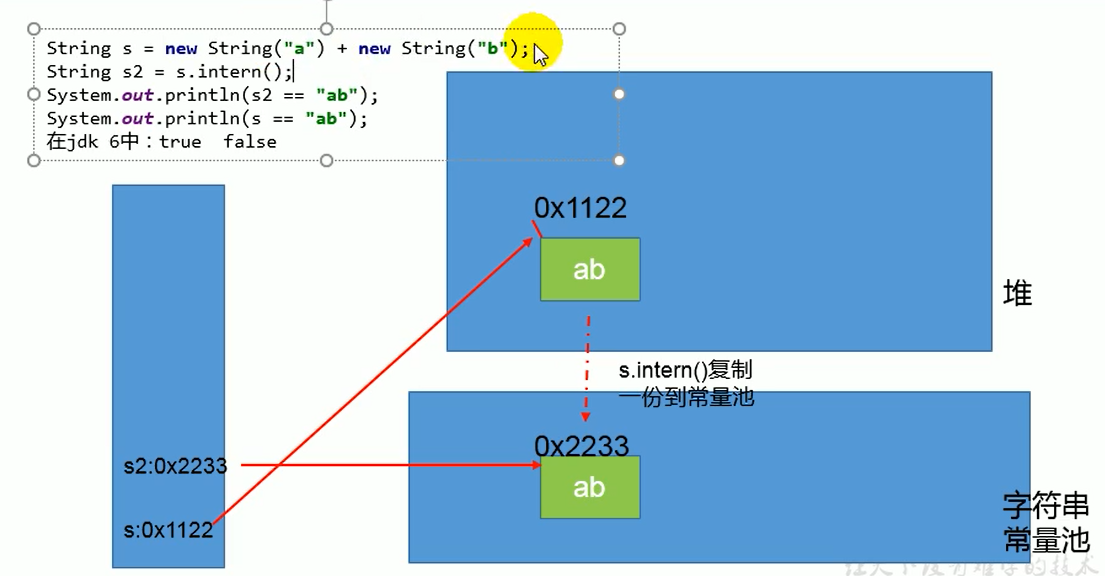 String s = new String("a") + new String("b");
String s2 = s.intern();
System.out.println(s2 == "ab");
System.out.println(s == "ab");
在jdk 6中：true  false
0x1122
ab
堆
s.intern()复制
一份到常量池
0x2233
ab
s2:0x2233
s:0x1122
字符串
常量池